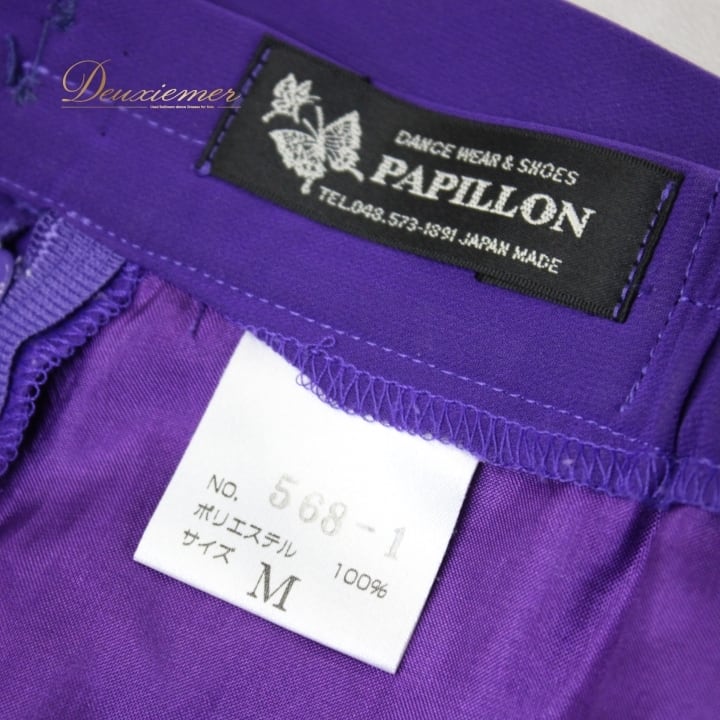 Deuxiemer
DANCE WEAR & SHOES
PAPILLON
TEL.048.573-1891 JAPAN MADE
NO. 568-1
ポリエステル 100%
サイズ M